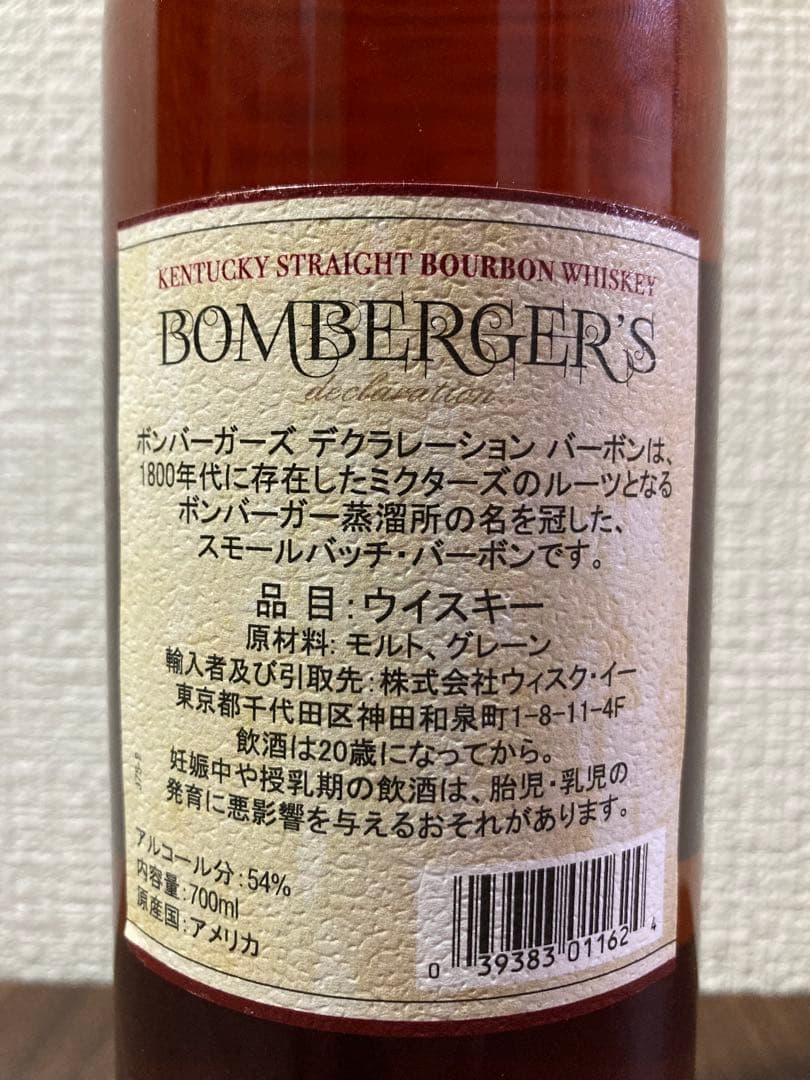 KENTUCKY STRAIGHT BOURBON WHISKEY
BOMBERGER'S
declaration
ボンバーガーズ デクラレーション バーボンは、
1800年代に存在したミクターズのルーツとなる
ボンバーガー蒸溜所の名を冠した、
スモールバッチ・バーボンです。
品目:ウイスキー
原材料:モルト、グレーン
輸入者及び引取先:株式会社ウィスク・イー
東京都千代田区神田和泉町1-8-11-4F
飲酒は20歳になってから。
妊娠中や授乳期の飲酒は、胎児・乳児の
発育に悪影響を与えるおそれがあります。
アルコール分:54%
内容量:700ml
原産国:アメリカ
0 39383 01162 4